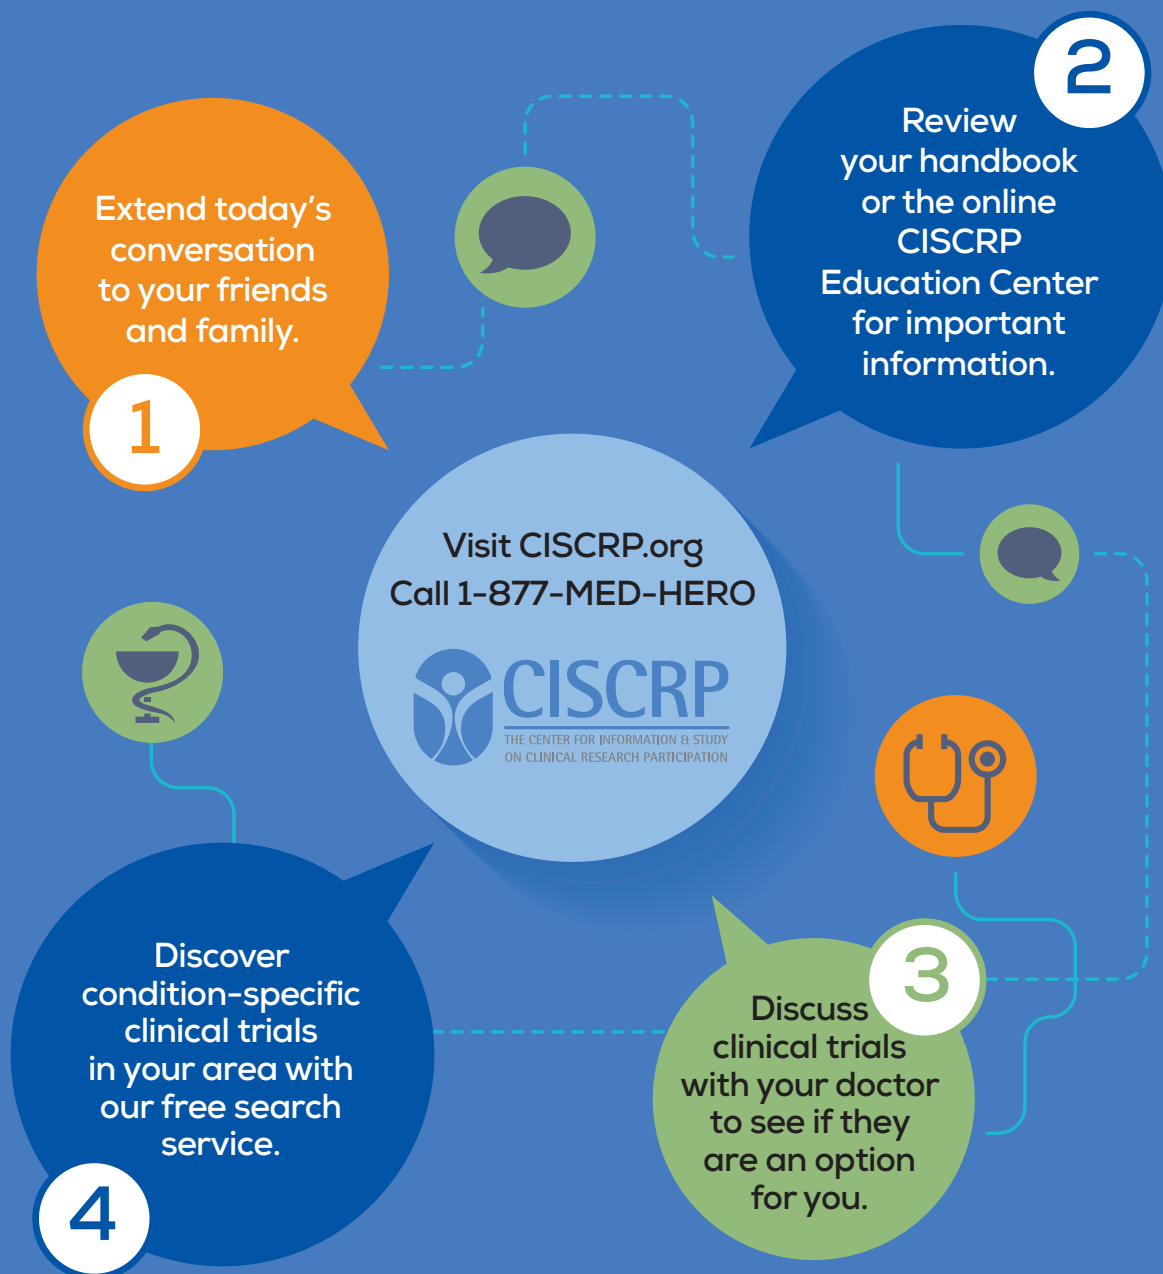 Extend today's
conversation
to your friends
and family.
1
2
Review
your handbook
or the online
CISCRP
Education Center
for important
information.
Visit CISCRP.org
Call 1-877-MED-HERO
CISCRP
THE CENTER FOR INFORMATION & STUDY
ON CLINICAL RESEARCH PARTICIPATION
3
Discuss
clinical trials
with your doctor
to see if they
are an option
for you.
Discover
condition-specific
clinical trials
in your area with
our free search
service.
4